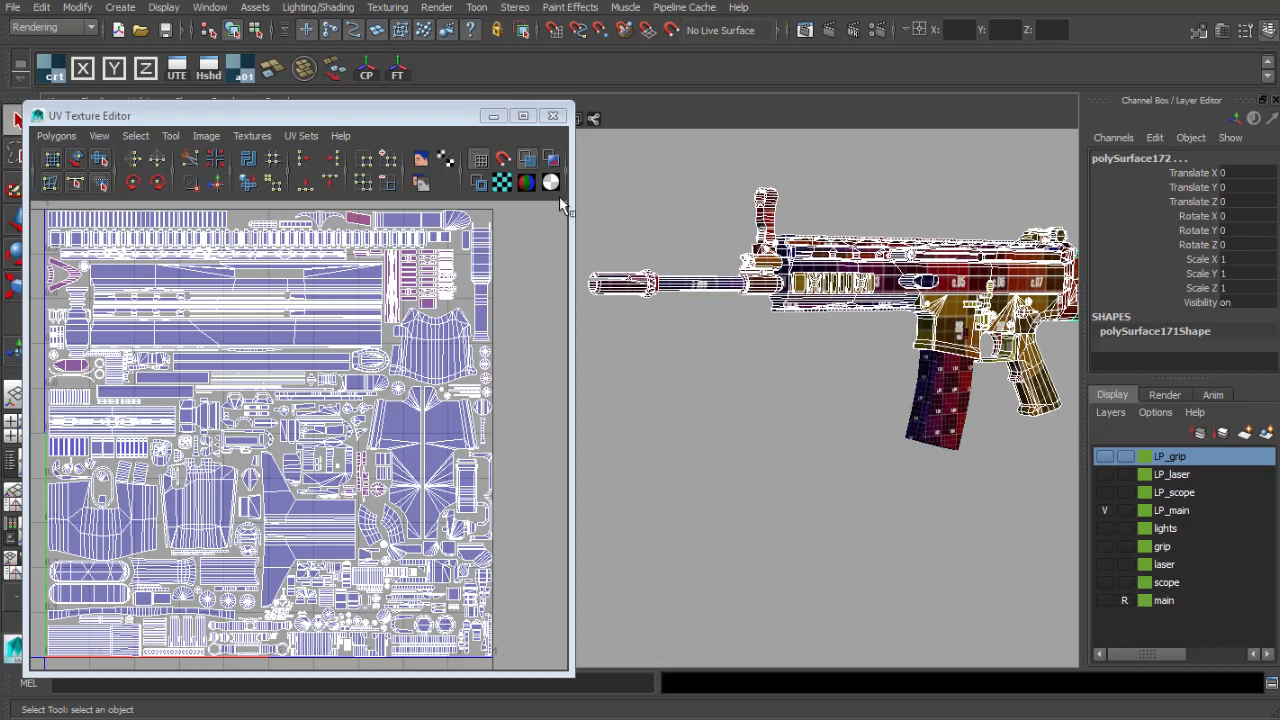 File Edit Modify Create Display Window Assets Lighting/Shading Texturing Render Toon Stereo Paint Effects Muscle Pipeline Cache Help
Rendering No Live Surface X: Y: Z:
crt X Y Z UTE Hshd a01 CP FT
Channel Box / Layer Editor
UV Texture Editor
Channels Edit Object Show
Polygons View Select Tool Image Textures UV Sets Help
polySurface172 . . .
Translate X 0
Translate Y 0
Translate Z 0
Rotate X 0
Rotate Y 0
Rotate Z 0
Scale X 1
Scale Y 1
Scale Z 1
Visibility on
SHAPES
polySurface171Shape
Display Render Anim
Layers Options Help
LP_grip
LP_laser
LP_scope
V LP_main
lights
grip
laser
scope
R main
MEL
Select Tool: select an object